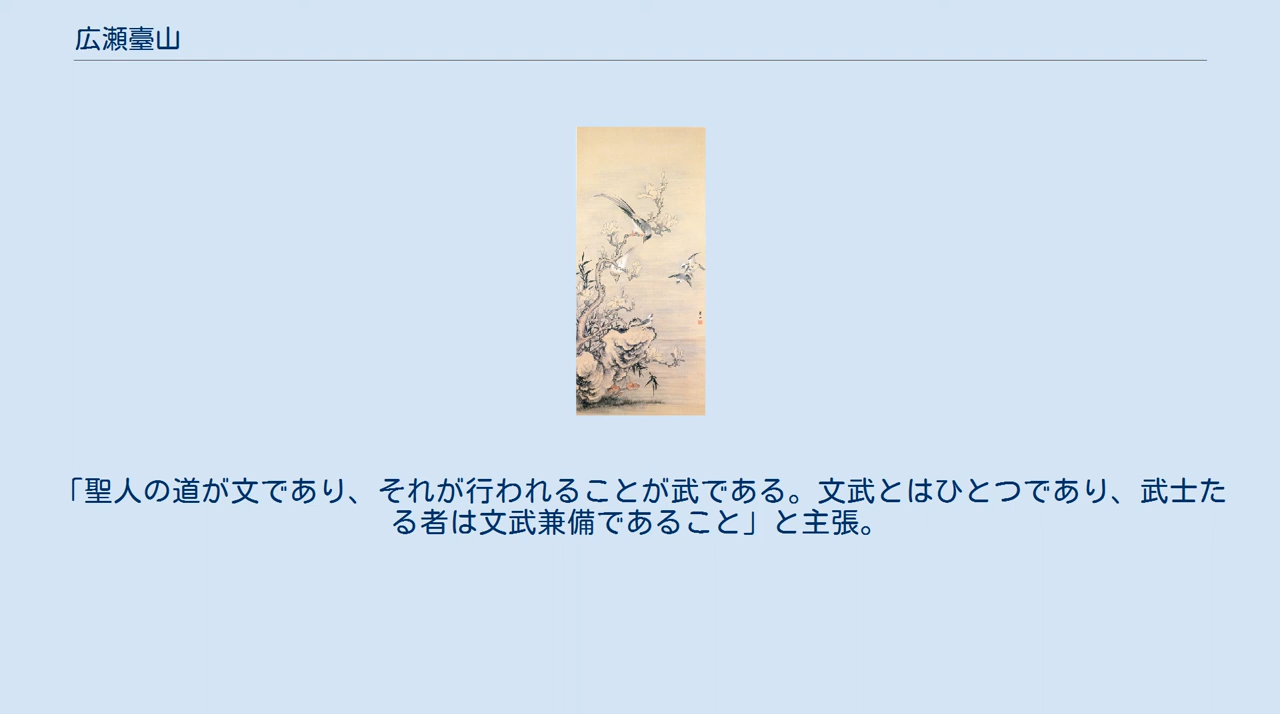 広瀬臺山
「聖人の道が文であり、それが行われることが武である。文武とはひとつであり、武士た
る者は文武兼備であること」と主張。